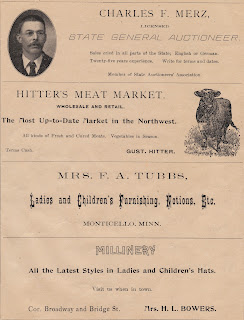 CHARLES F. MERZ,
LICENSED
STATE GENERAL AUCTIONEER
Sales cried in all parts of the State, English or German.
Twenty-five years experience. Write for terms and dates.
Member of State Auctioneers' Association.
HITTER'S MEAT MARKET.
WHOLESALE AND RETAIL.
The Most Up-to-Date Market in the Northwest.
All kinds of Fresh and Cured Meats. Vegetables in Season.
Terms Cash.
GUST. HITTER.
MRS. F. A. TUBBS,
Ladies and Children's Furnishing, Notions, Etc.
MONTICELLO, MINN.
MILLINERY
All the Latest Styles in Ladies and Children's Hats.
Visit us when in town.
Cor. Broadway and Bridge St.
Mrs. H. L. BOWERS.